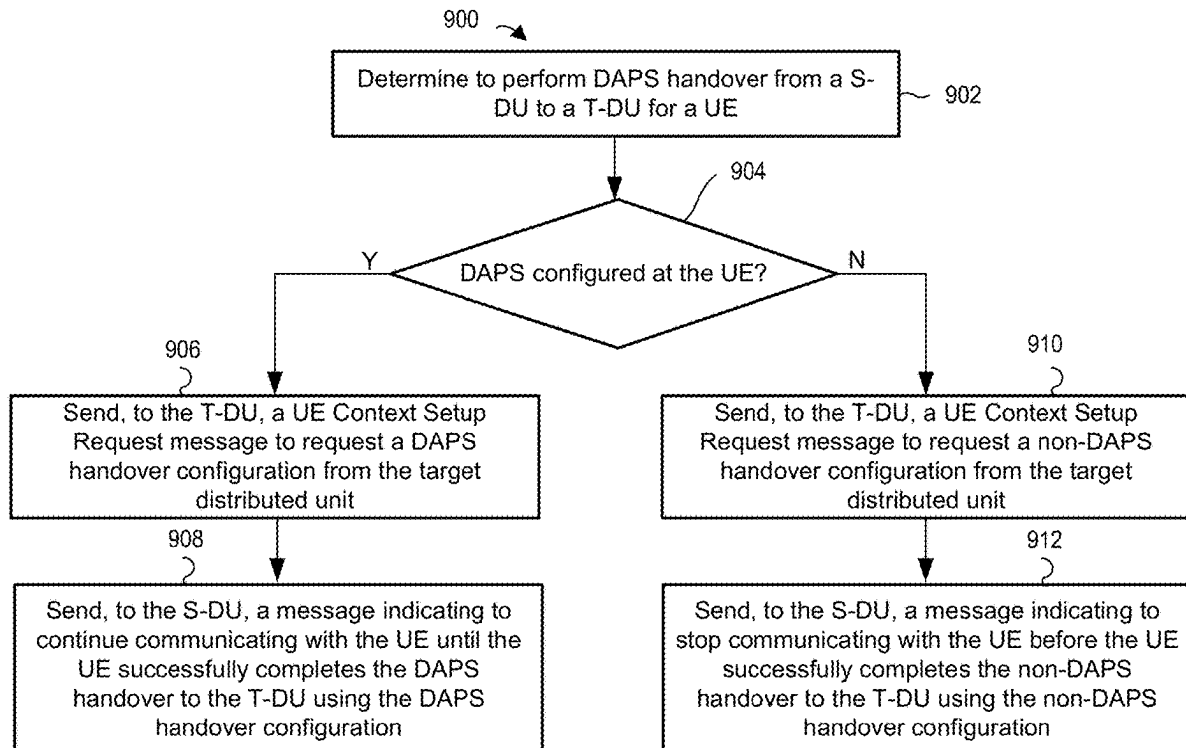 900
Determine to perform DAPS handover from a S-
DU to a T-DU for a UE
902
904
DAPS configured at the UE?
Y
N
906
Send, to the T-DU, a UE Context Setup
Request message to request a DAPS
handover configuration from the target
distributed unit
910
Send, to the T-DU, a UE Context Setup
Request message to request a non-DAPS
handover configuration from the target
distributed unit
908
Send, to the S-DU, a message indicating to
continue communicating with the UE until the
UE successfully completes the DAPS
handover to the T-DU using the DAPS
handover configuration
912
Send, to the S-DU, a message indicating to
stop communicating with the UE before the UE
successfully completes the non-DAPS
handover to the T-DU using the non-DAPS
handover configuration